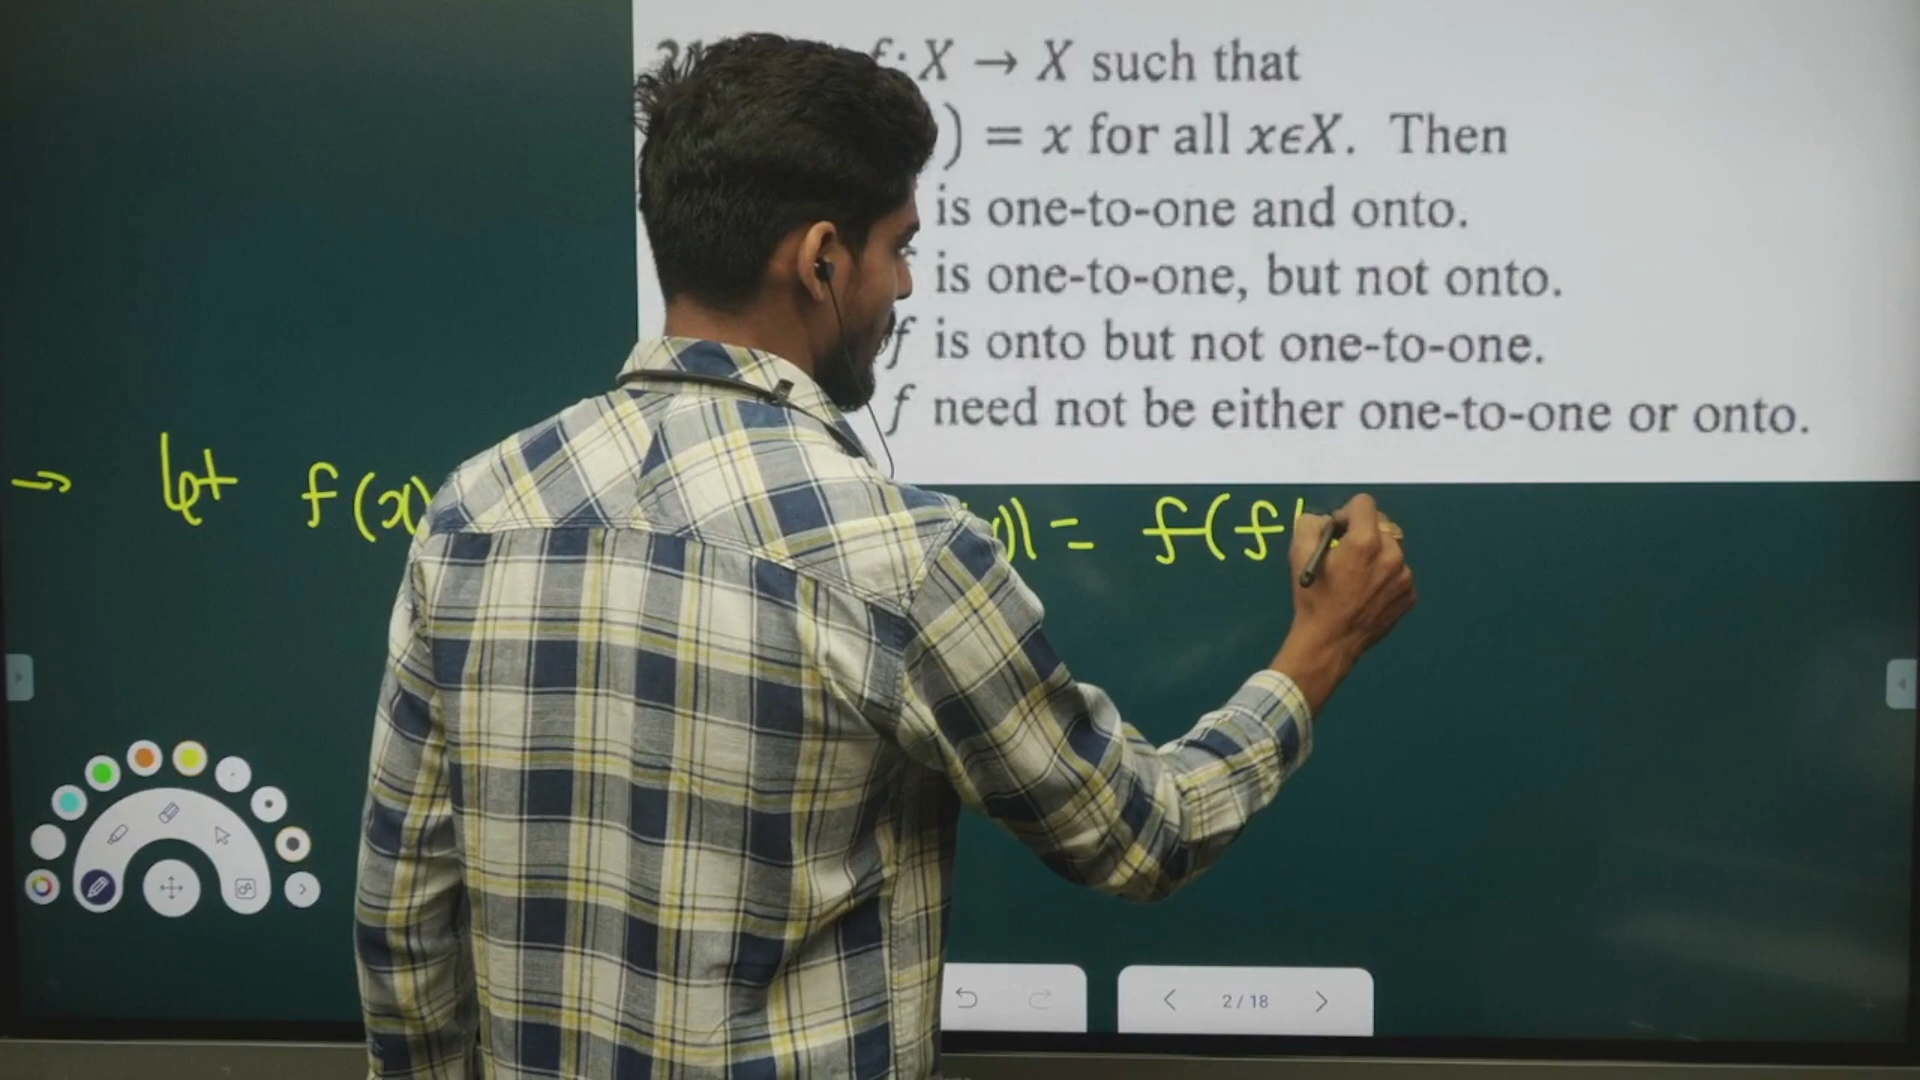 f: X → X such that
) = x for all xϵX. Then
is one-to-one and onto.
is one-to-one, but not onto.
f is onto but not one-to-one.
f need not be either one-to-one or onto.
→ let f(x) )) = f(f(
2/18